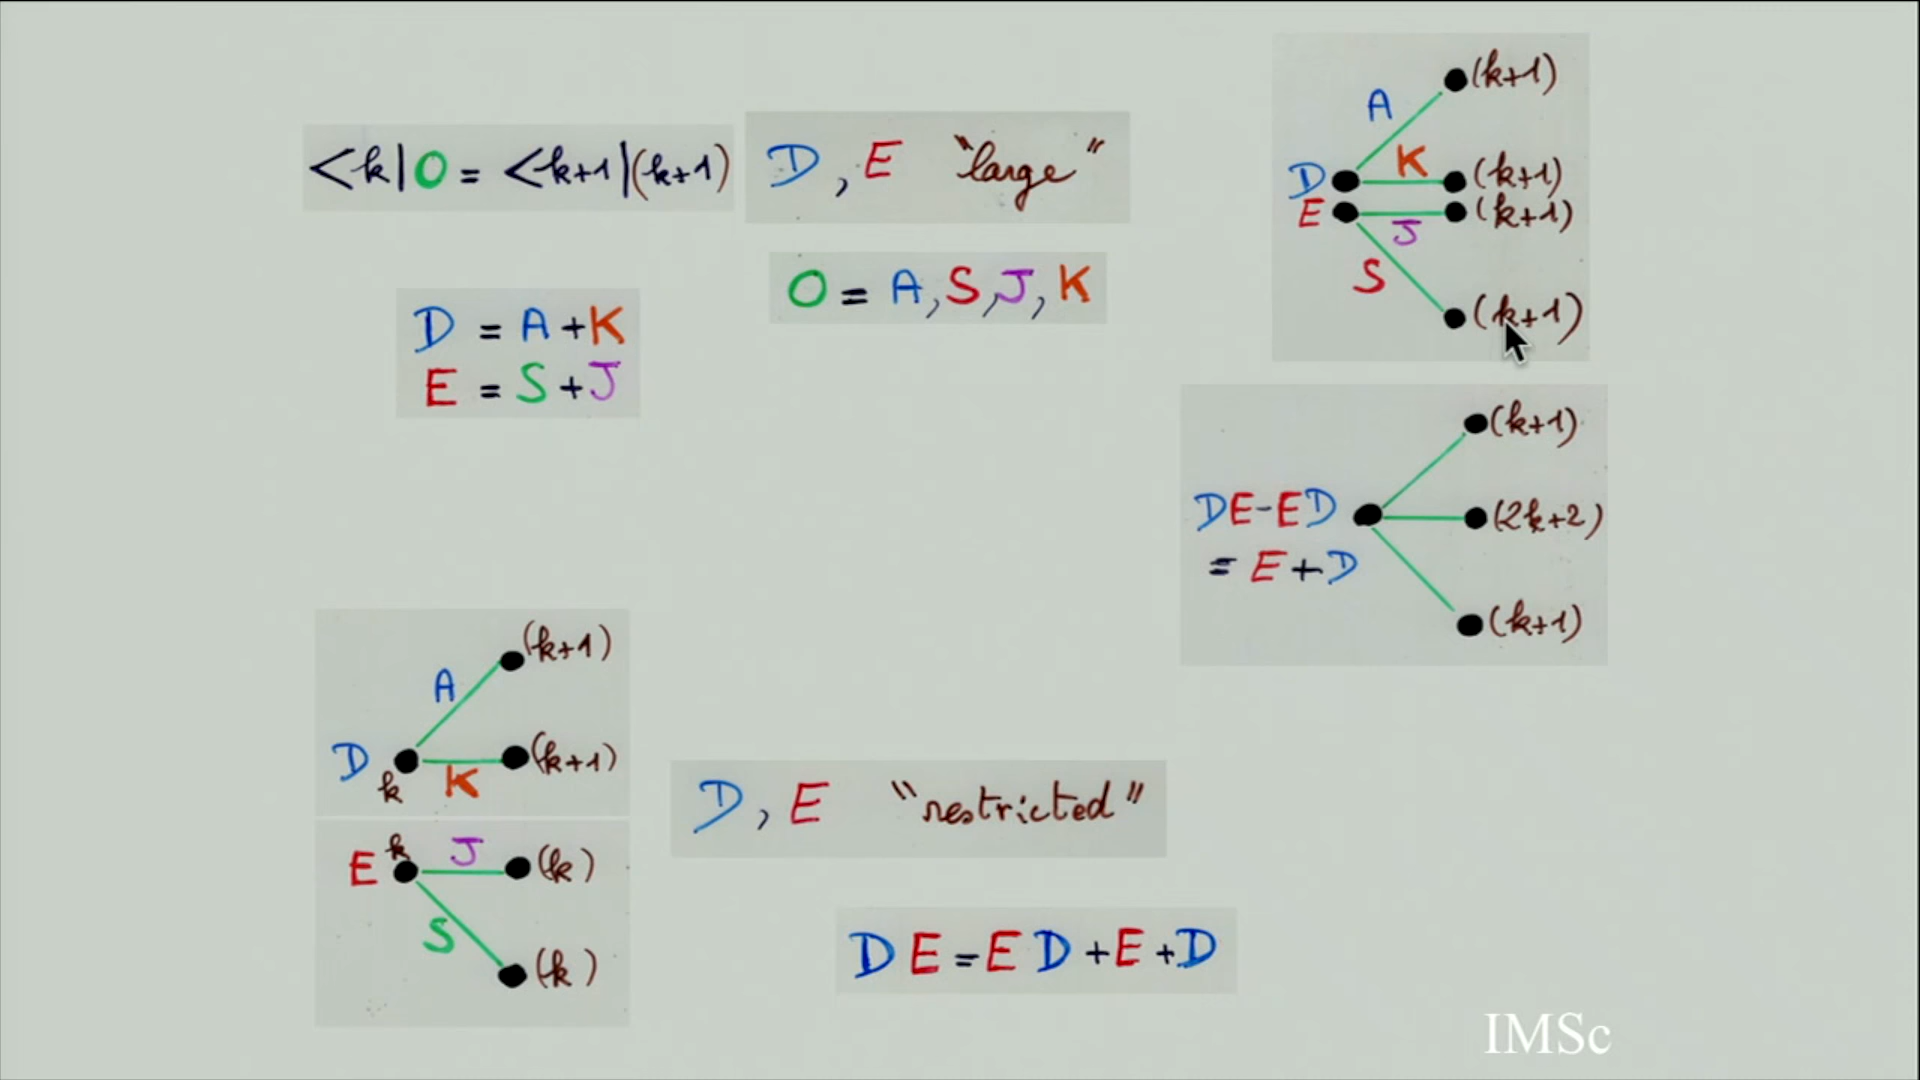 <k|O = <k+1|(k+1)
D, E "large"
O = A, S, J, K
D = A + K
E = S + J
A (k+1)
D K (k+1)
E J (k+1)
S (k+1)
(k+1)
DE-ED (2k+2)
= E+D
(k+1)
A (k+1)
D k K (k+1)
E k J (k)
S (k)
D, E "restricted"
DE = ED + E + D
IMSc